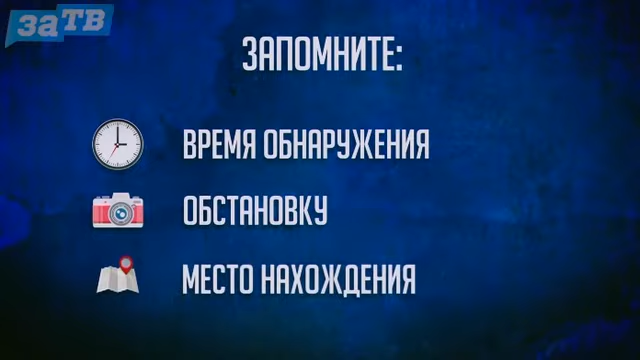 заТВ
ЗАПОМНИТЕ:
ВРЕМЯ ОБНАРУЖЕНИЯ
ОБСТАНОВКУ
МЕСТО НАХОЖДЕНИЯ